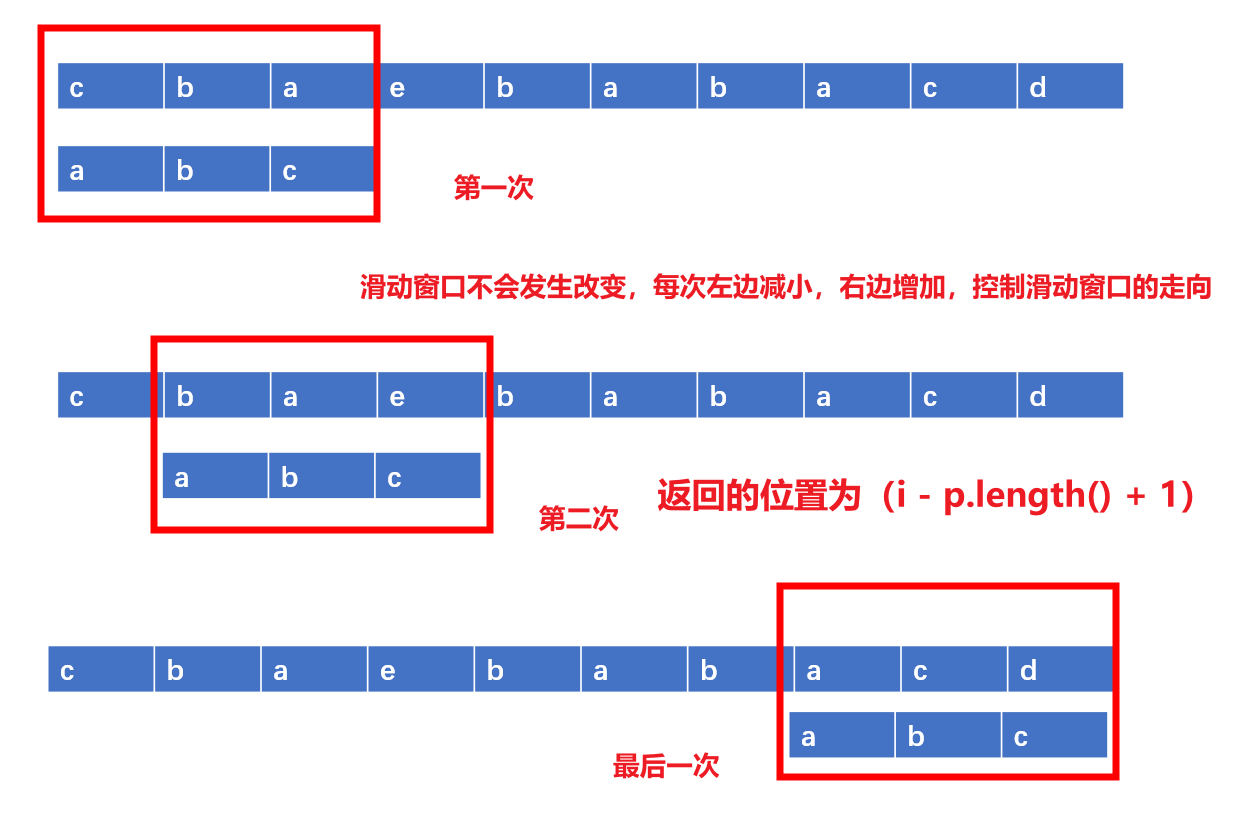 c b a e b a b a c d
a b c
第一次
滑动窗口不会发生改变，每次左边减小，右边增加，控制滑动窗口的走向
c b a e b a b a c d
a b c
返回的位置为（i - p.length() + 1）
第二次
c b a e b a b a c d
a b c
最后一次